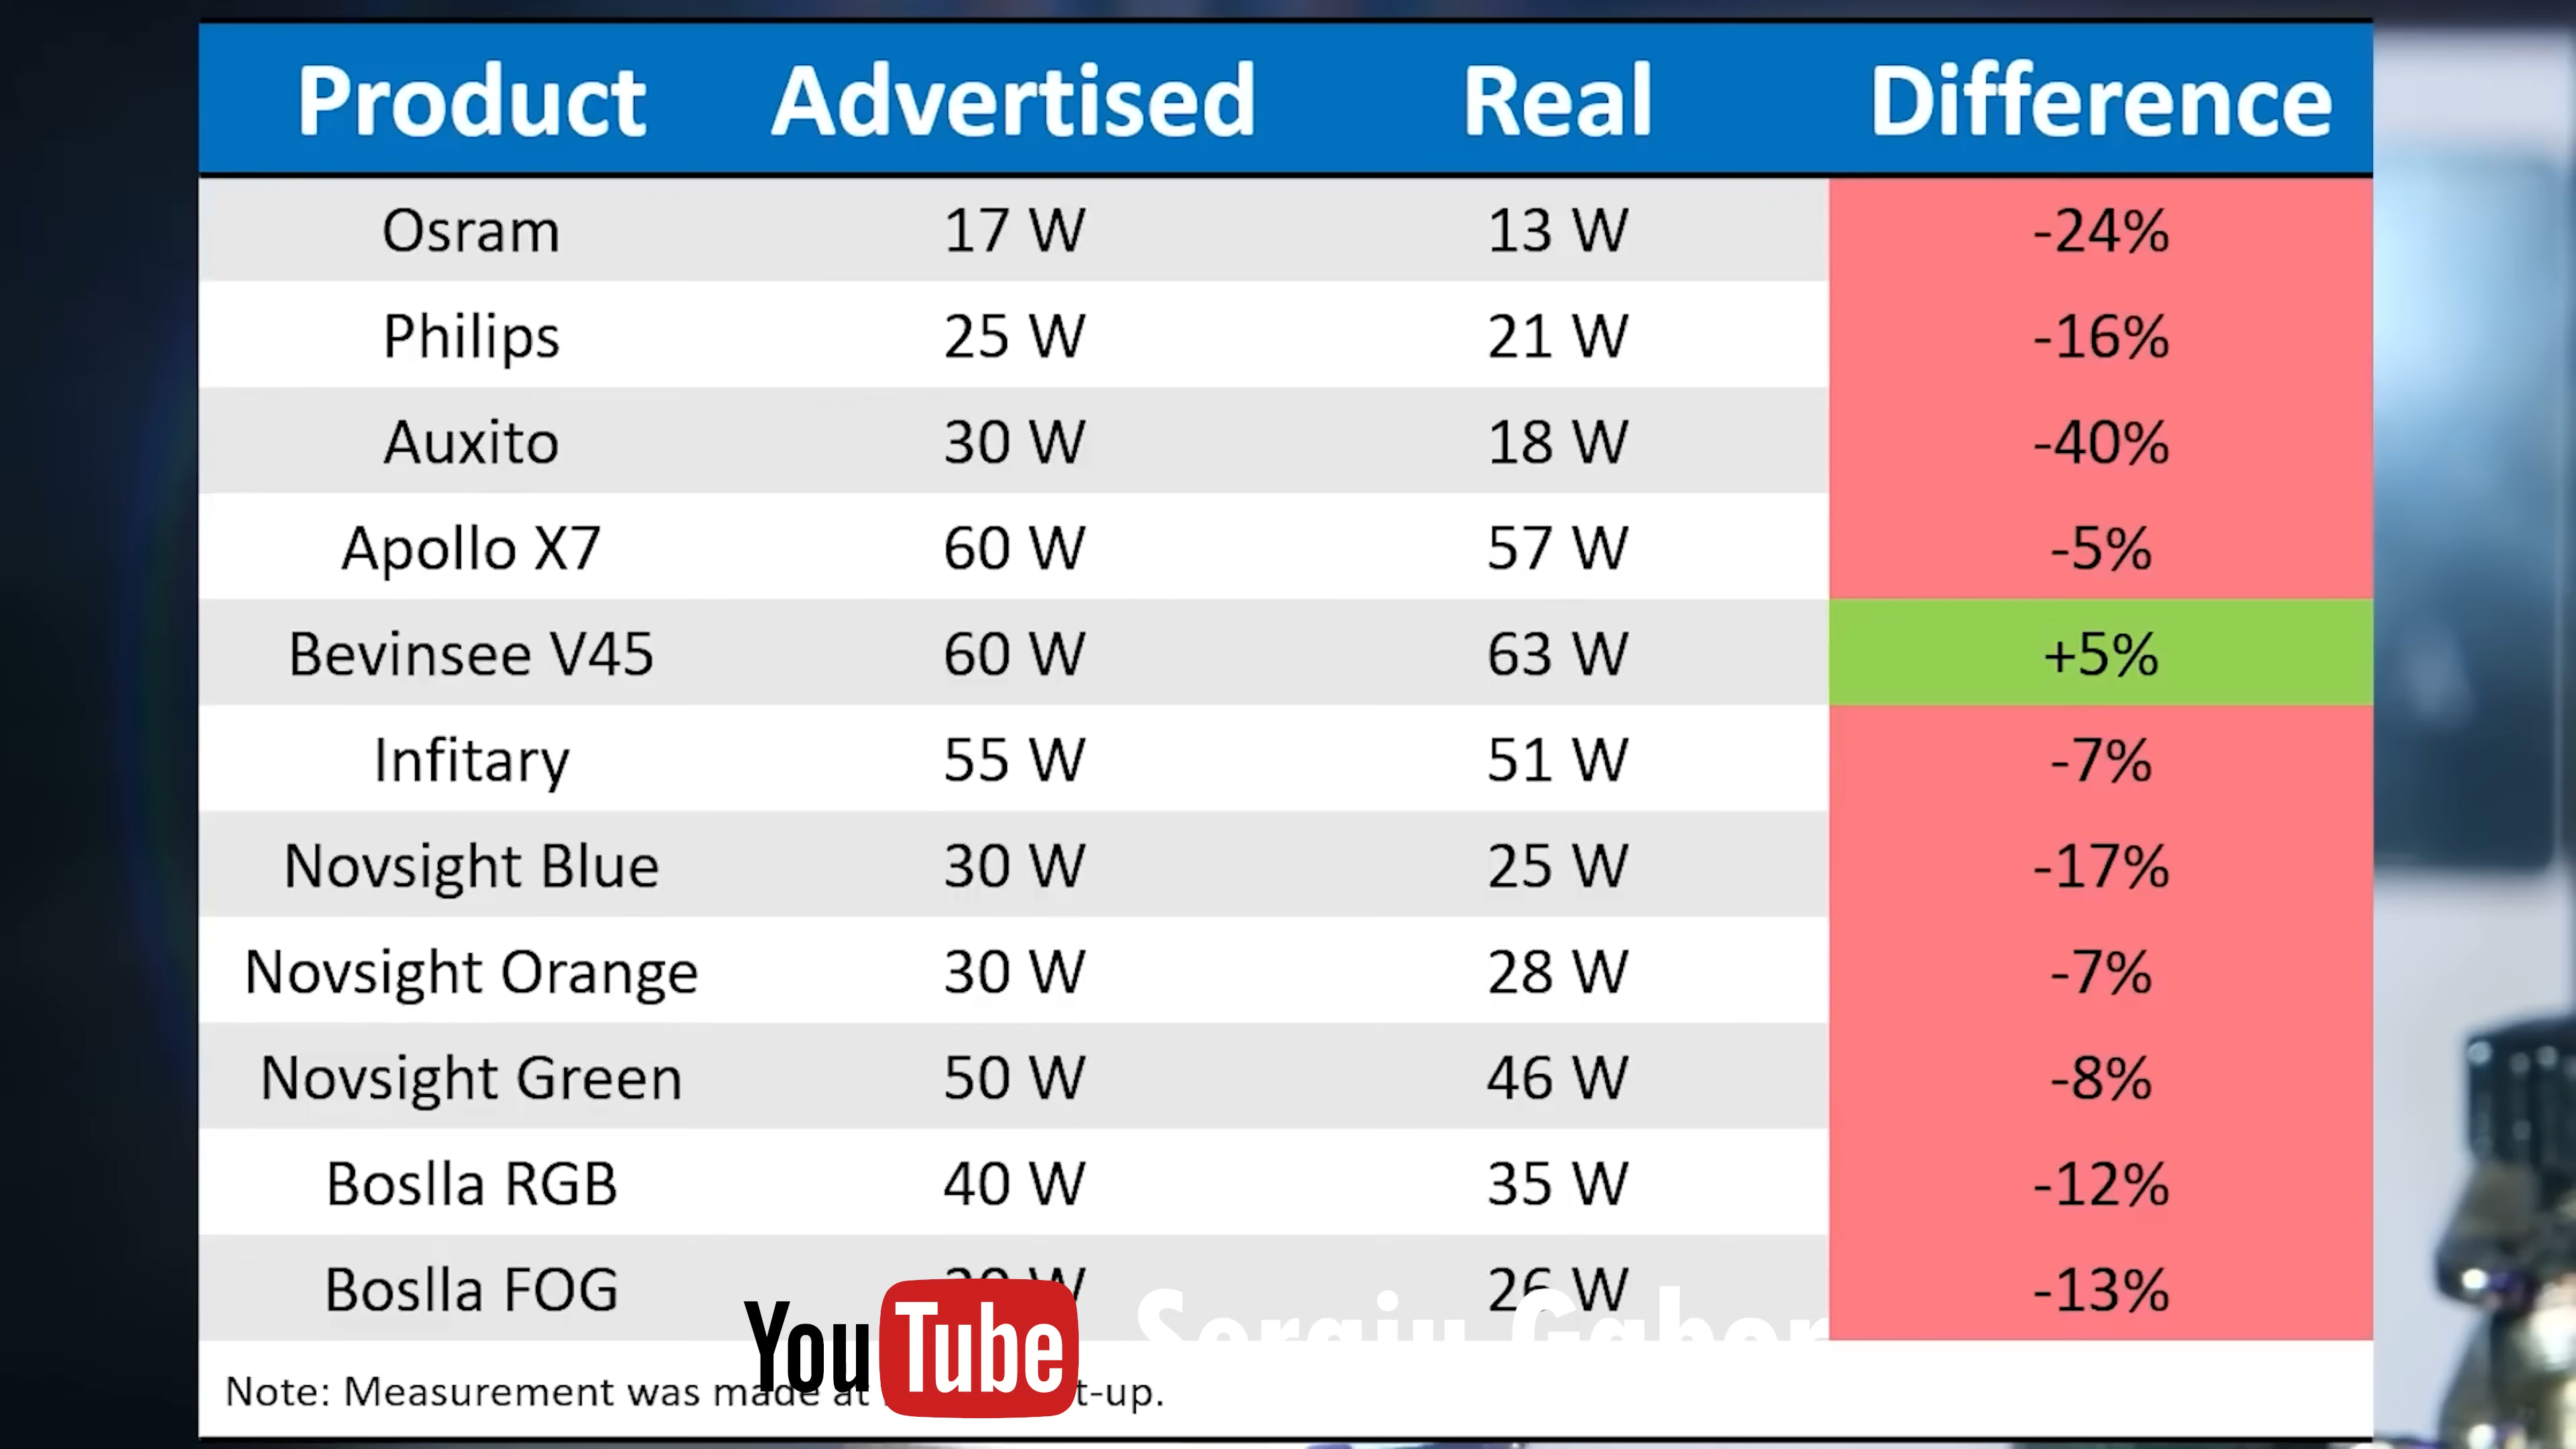 Product Advertised Real Difference
Osram 17 W 13 W -24%
Philips 25 W 21 W -16%
Auxito 30 W 18 W -40%
Apollo X7 60 W 57 W -5%
Bevinsee V45 60 W 63 W +5%
Infitary 55 W 51 W -7%
Novsight Blue 30 W 25 W -17%
Novsight Orange 30 W 28 W -7%
Novsight Green 50 W 46 W -8%
Boslla RGB 40 W 35 W -12%
Boslla FOG W 26 W -13%
YouTube
Note: Measurement was made at